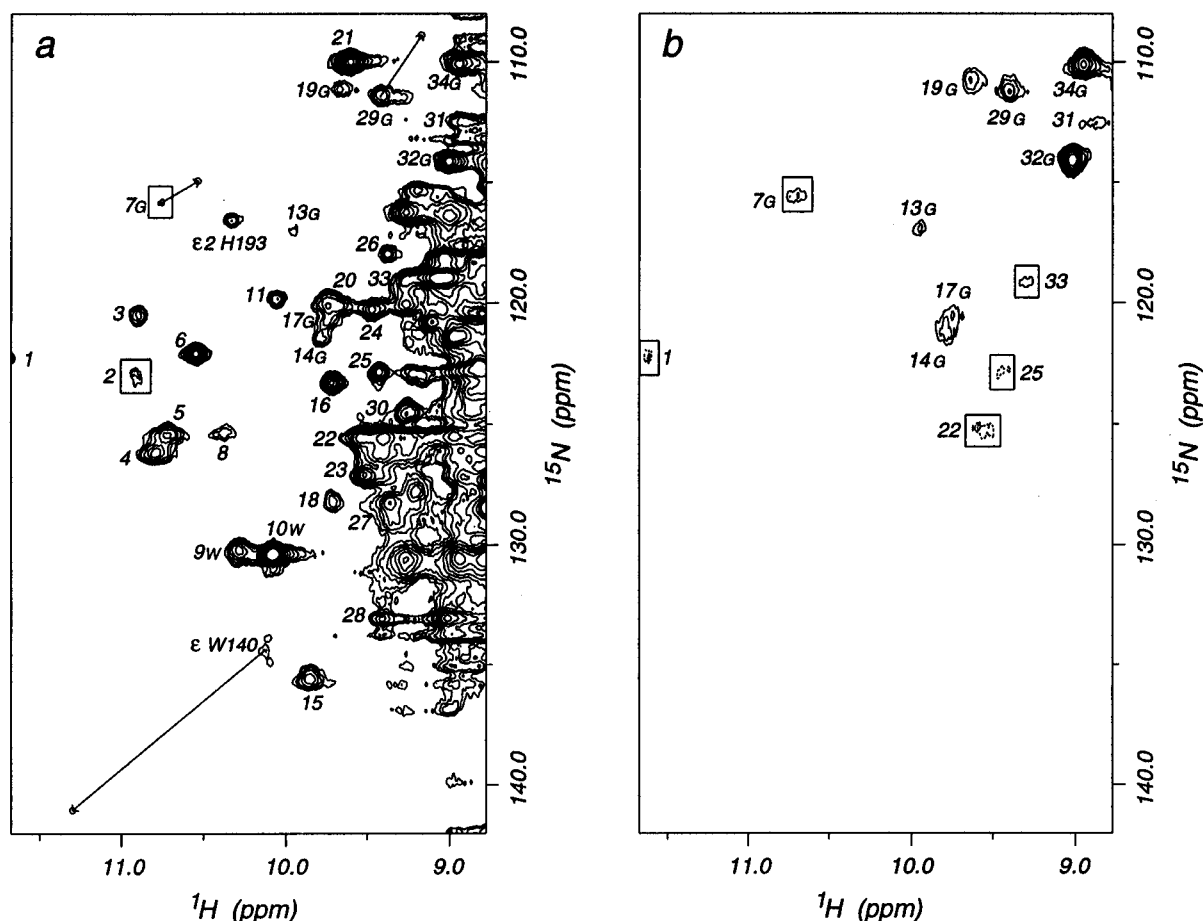 a
21
19G
29G
34G
31
32G
7G
13G
ε2 H193
26
33
20
11
3
17G
24
14G
6
1
2
25
16
30
5
22
4
8
23
18
27
10W
9W
28
ε W140
15
110.0
120.0
130.0
140.0
15N (ppm)
11.0 10.0 9.0
1H (ppm)
b
19G
29G
34G
31
32G
7G
13G
33
17G
14G
1
25
22
110.0
120.0
130.0
140.0
15N (ppm)
11.0 10.0 9.0
1H (ppm)